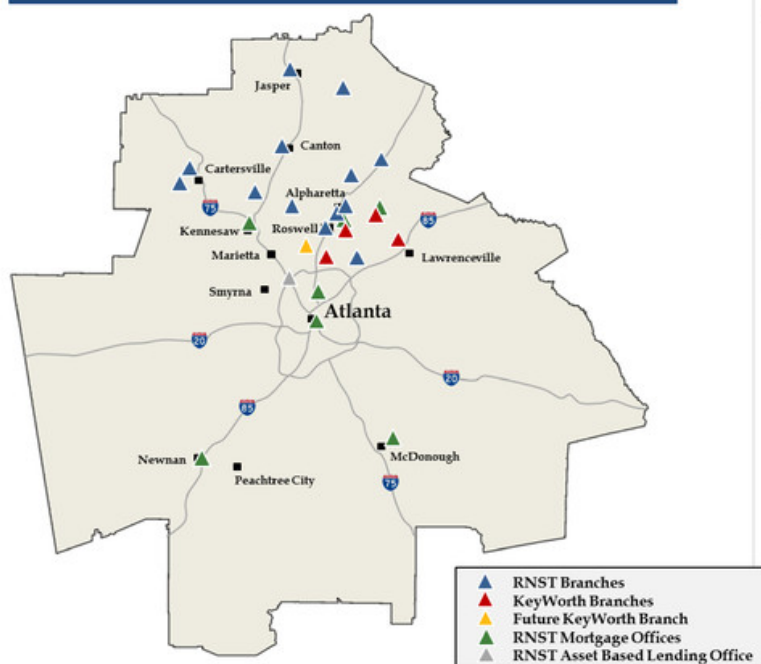 Jasper
Canton
Cartersville
Alpharetta
75
85
Kennesaw
Roswell
Marietta
Lawrenceville
Smyrna
Atlanta
20
20
85
Newnan
McDonough
Peachtree City
75
RNST Branches
KeyWorth Branches
Future KeyWorth Branch
RNST Mortgage Offices
RNST Asset Based Lending Office